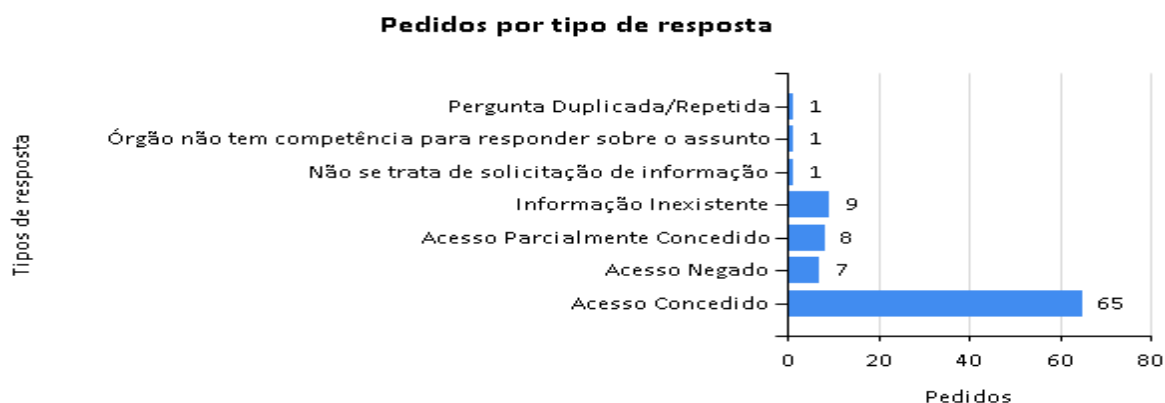 Pedidos por tipo de resposta
Tipos de resposta
Pergunta Duplicada/Repetida 1
Órgão não tem competência para responder sobre o assunto 1
Não se trata de solicitação de informação 1
Informação Inexistente 9
Acesso Parcialmente Concedido 8
Acesso Negado 7
Acesso Concedido 65
0 20 40 60 80
Pedidos